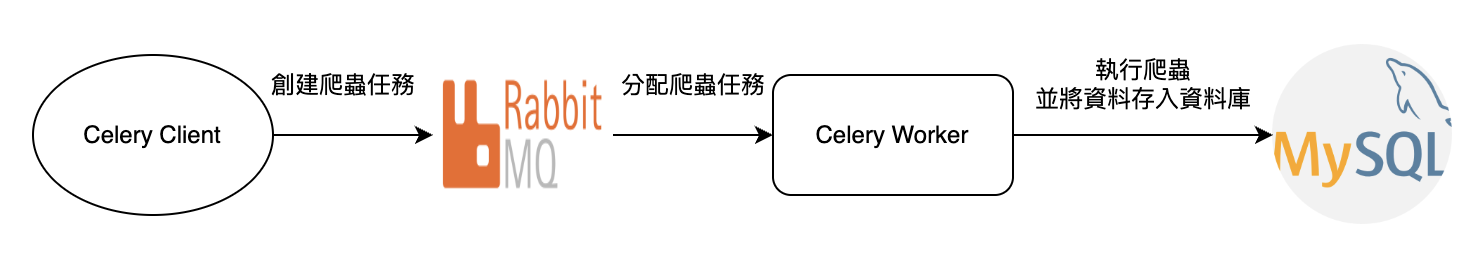 Celery Client
創建爬蟲任務
Rabbit
MQ
分配爬蟲任務
Celery Worker
執行爬蟲
並將資料存入資料庫
MySQL